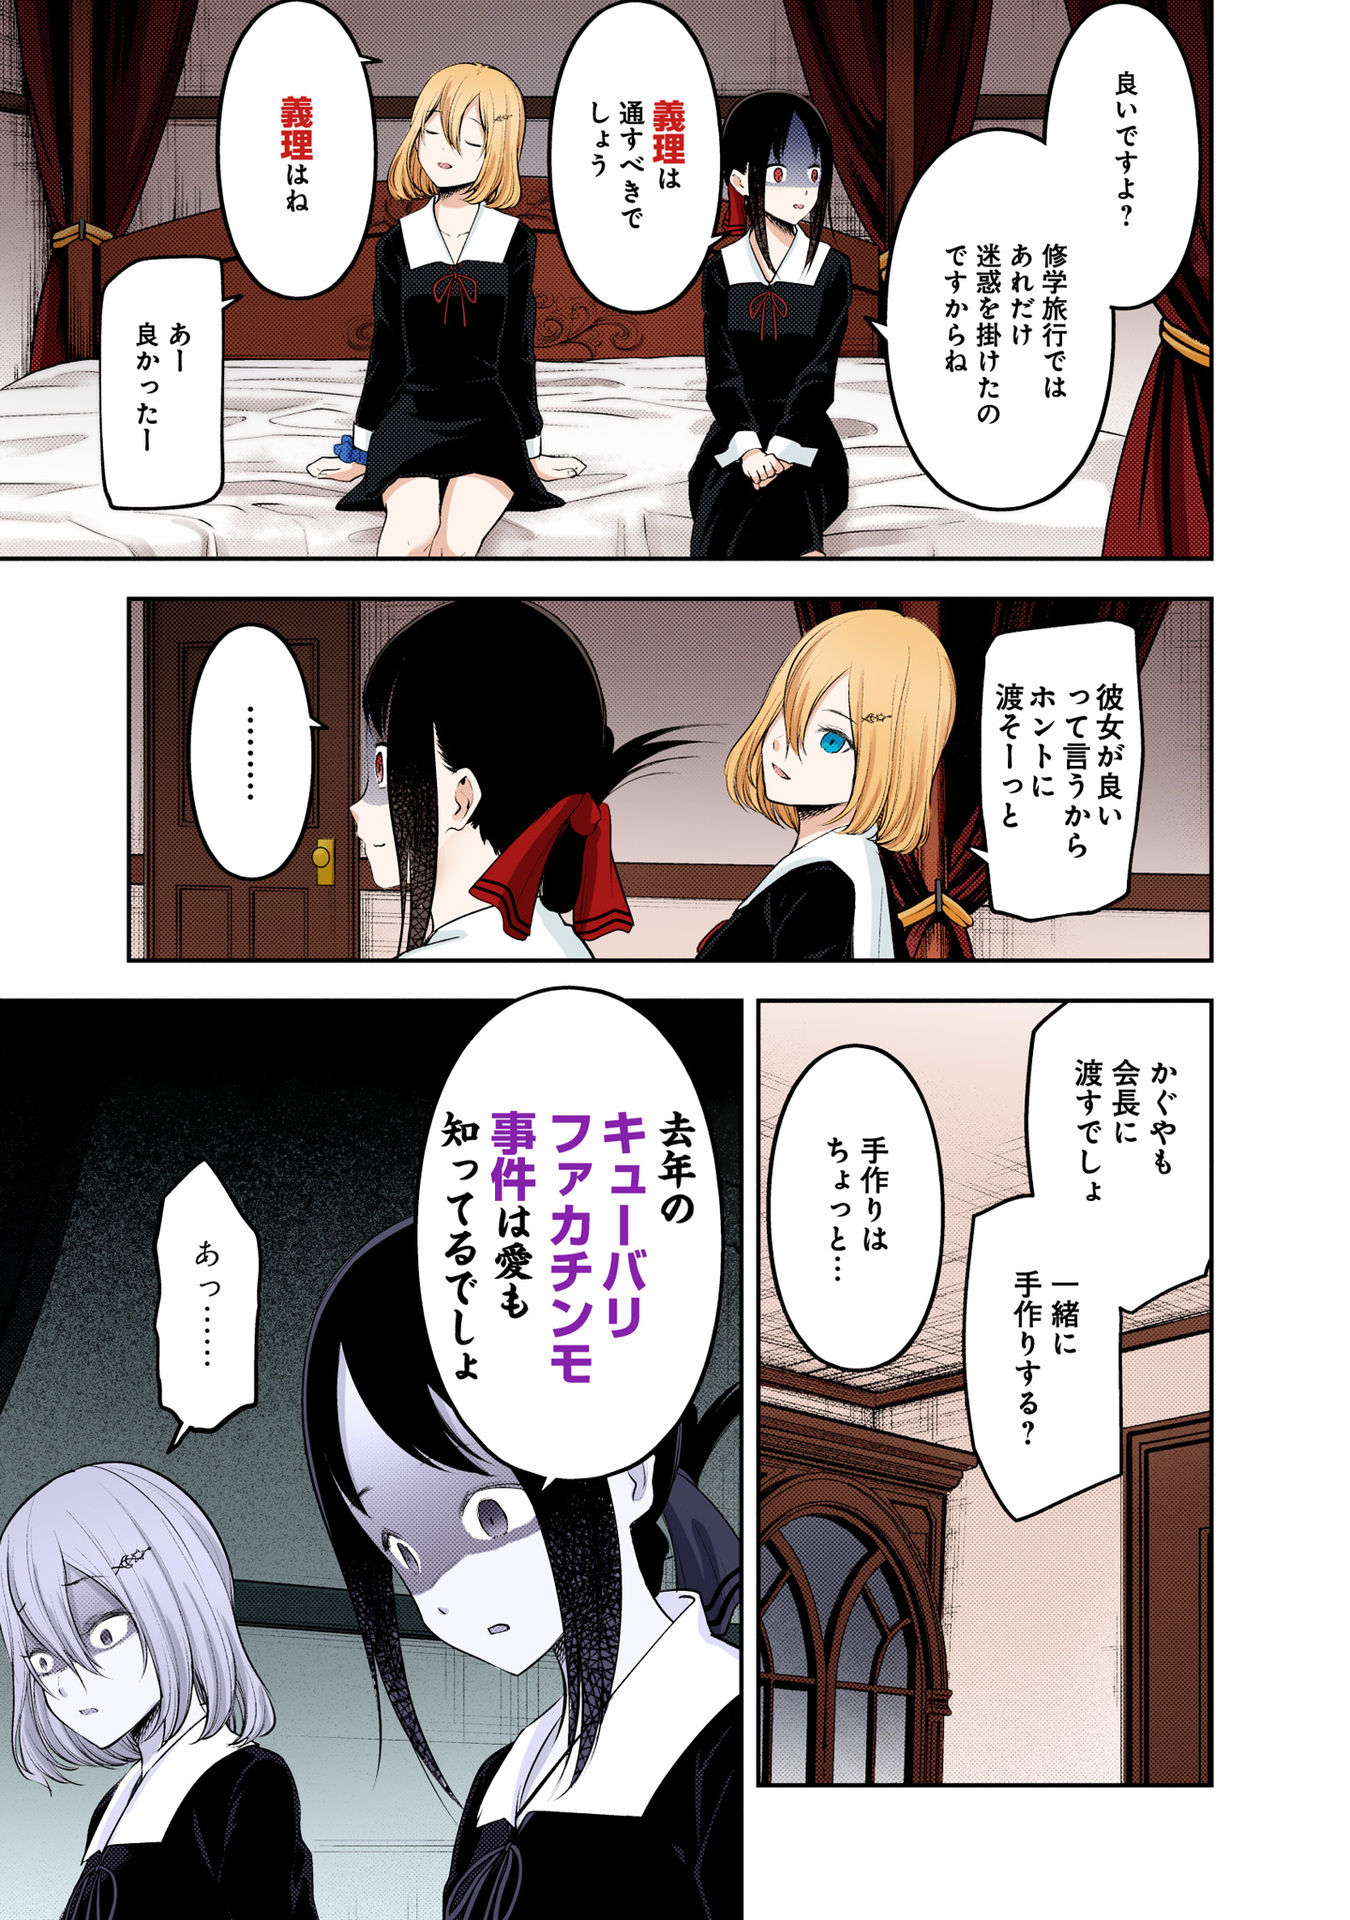 良いですよ?
修学旅行では
あれだけ
迷惑を掛けたの
ですからね
義理は
通すべきで
しょう
義理はね
あー
良かったー
彼女が良い
って言うから
ホントに
渡そーっと
………
かぐやも
会長に
渡すでしょ
一緒に
手作りする?
手作りは
ちょっと…
去年の
キューバリ
ファカチンモ
事件は愛も
知ってるでしょ
あっ……